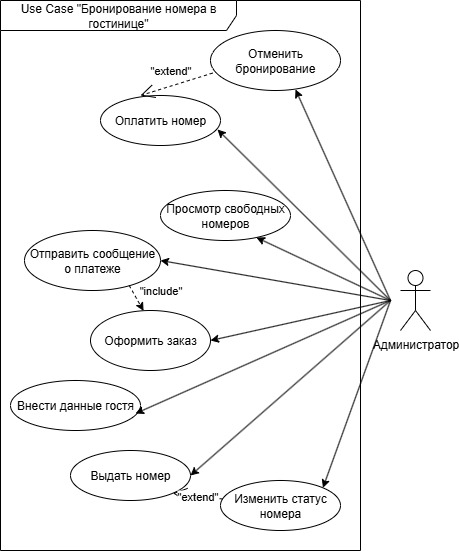 Use Case "Бронирование номера в
гостинице"
Отменить
бронирование
"extend"
Оплатить номер
Просмотр свободных
номеров
Отправить сообщение
о платеже
"include"
Оформить заказ
Администратор
Внести данные гостя
Выдать номер
"extend"
Изменить статус
номера